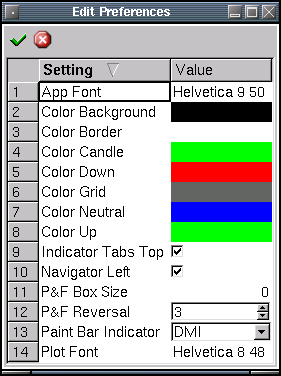 Edit Preferences
Setting Value
1 App Font Helvetica 9 50
2 Color Background
3 Color Border
4 Color Candle
5 Color Down
6 Color Grid
7 Color Neutral
8 Color Up
9 Indicator Tabs Top
10 Navigator Left
11 P&F Box Size 0
12 P&F Reversal 3
13 Paint Bar Indicator DMI
14 Plot Font Helvetica 8 48